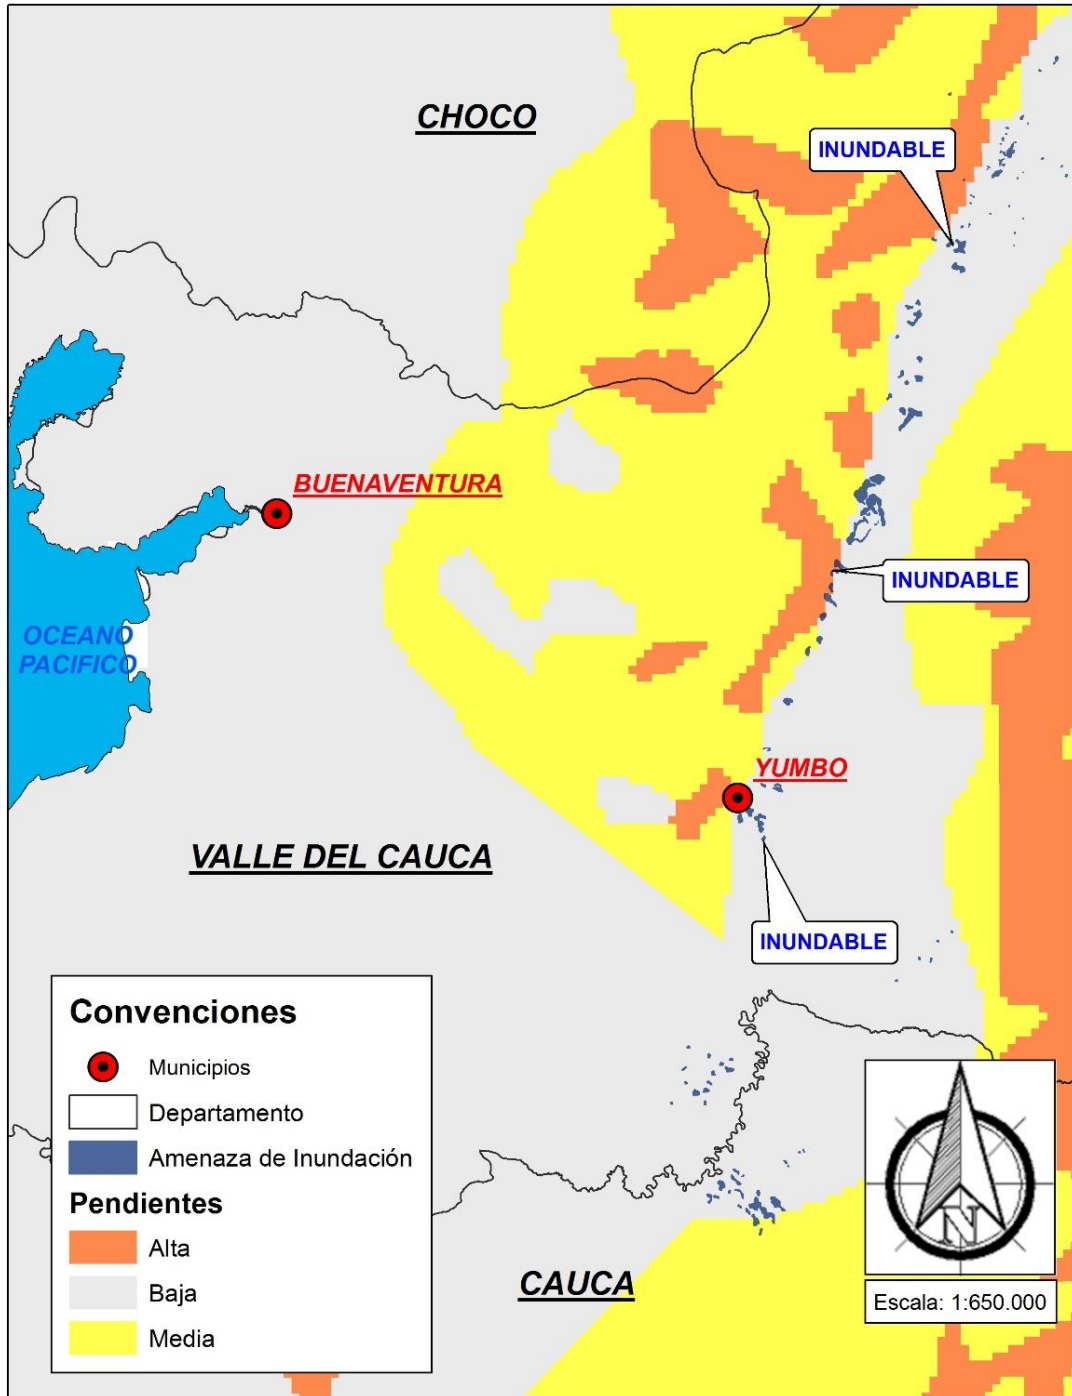 CHOCO
INUNDABLE
BUENAVENTURA
INUNDABLE
OCEANO
PACIFICO
YUMBO
VALLE DEL CAUCA
INUNDABLE
Convenciones
Municipios
Departamento
Amenaza de Inundación
Pendientes
Alta
Baja
Media
CAUCA
N
Escala: 1:650.000